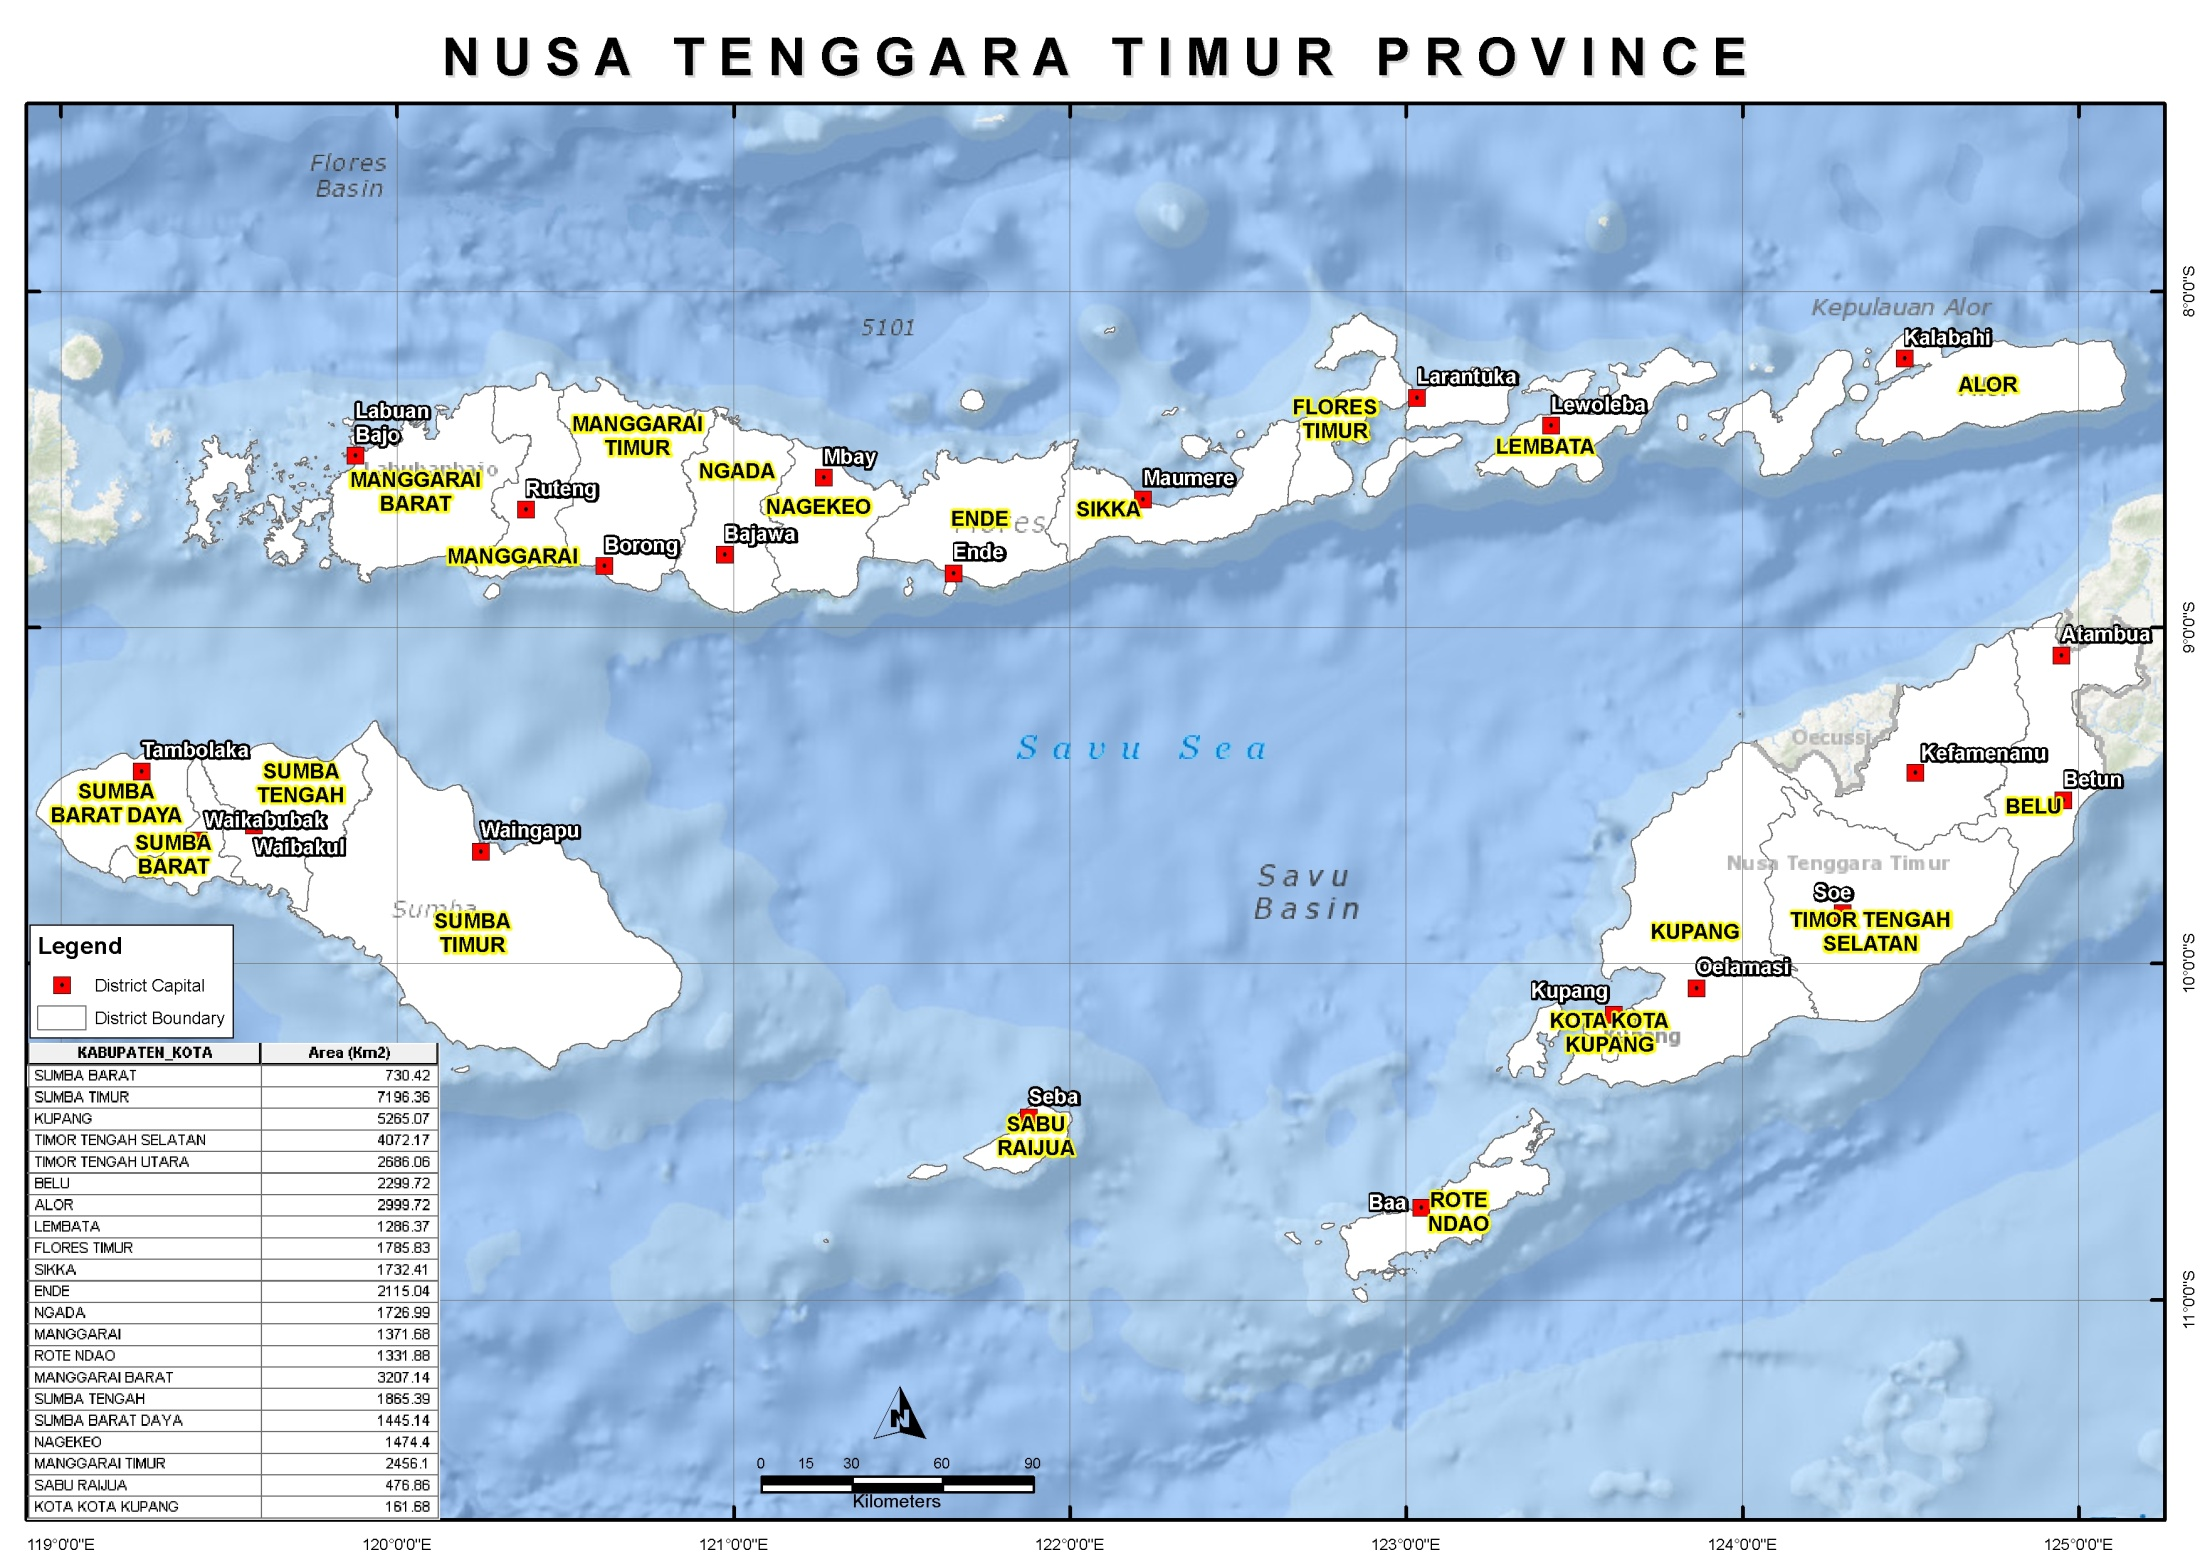 NUSA TENGGARA TIMUR PROVINCE
Flores
Basin
5101
Kepulauan Alor
8°0'0"S
Kalabahi
ALOR
Larantuka
Lewoleba
LEMBATA
FLORES
TIMUR
Labuan
Bajo
Labuhanbajo
MANGGARAI
BARAT
MANGGARAI
TIMUR
Ruteng
MANGGARAI
Borong
NGADA
Bajawa
Mbay
NAGEKEO
ENDE
Flores
Ende
SIKKA
Maumere
9°0'0"S
Atambua
Oecussi
Kefamenanu
Betun
BELU
Savu Sea
Tambolaka
SUMBA
BARAT DAYA
SUMBA
TENGAH
Waikabubak
SUMBA
BARAT
Waibakul
Waingapu
Sumba
SUMBA
TIMUR
Savu
Basin
Nusa Tenggara Timur
Soe
TIMOR TENGAH
SELATAN
KUPANG
Oelamasi
10°0'0"S
Kupang
KOTA KOTA
KUPANG
Kupang
Seba
SABU
RAIJUA
Baa
ROTE
NDAO
11°0'0"S
Legend
District Capital
District Boundary
KABUPATEN_KOTA Area (Km2)
SUMBA BARAT 730.42
SUMBA TIMUR 7196.36
KUPANG 5265.07
TIMOR TENGAH SELATAN 4072.17
TIMOR TENGAH UTARA 2686.06
BELU 2299.72
ALOR 2999.72
LEMBATA 1286.37
FLORES TIMUR 1785.83
SIKKA 1732.41
ENDE 2115.04
NGADA 1726.99
MANGGARAI 1371.68
ROTE NDAO 1331.88
MANGGARAI BARAT 3207.14
SUMBA TENGAH 1865.39
SUMBA BARAT DAYA 1445.14
NAGEKEO 1474.4
MANGGARAI TIMUR 2456.1
SABU RAIJUA 476.86
KOTA KOTA KUPANG 161.68
N
0 15 30 60 90
Kilometers
119°0'0"E 120°0'0"E 121°0'0"E 122°0'0"E 123°0'0"E 124°0'0"E 125°0'0"E